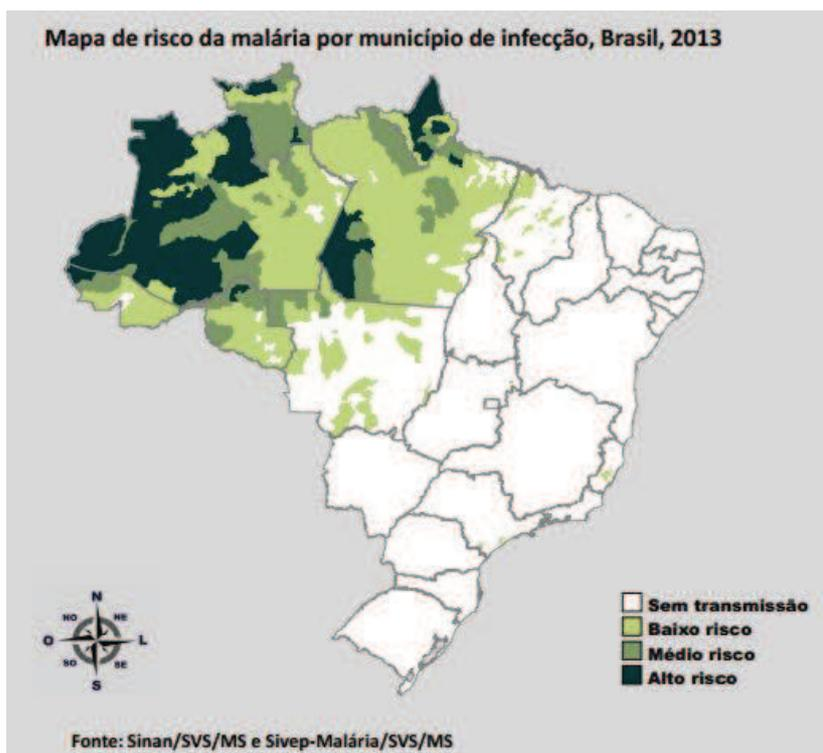 Mapa de risco da malária por município de infecção, Brasil, 2013
N
NO NE
O L
SO SE
S
Sem transmissão
Baixo risco
Médio risco
Alto risco
Fonte: Sinan/SVS/MS e Sivep-Malária/SVS/MS